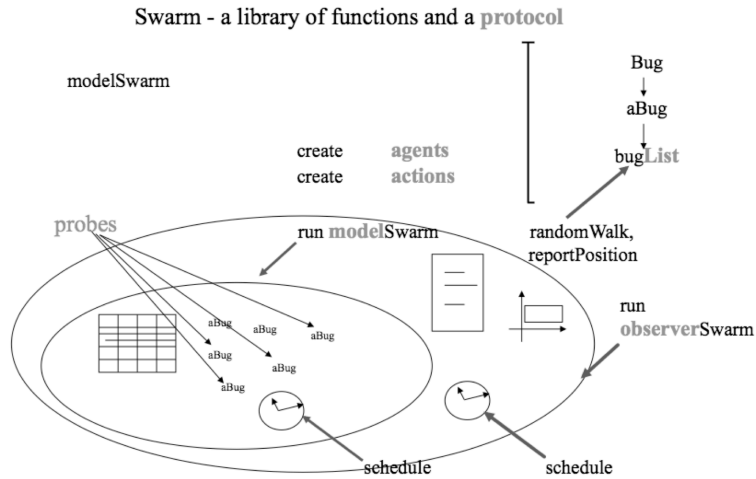 Swarm - a library of functions and a protocol
modelSwarm
Bug
aBug
bugList
create agents
create actions
probes
run modelSwarm
randomWalk,
reportPosition
run
observerSwarm
aBug
aBug
aBug
aBug
aBug
aBug
schedule
schedule